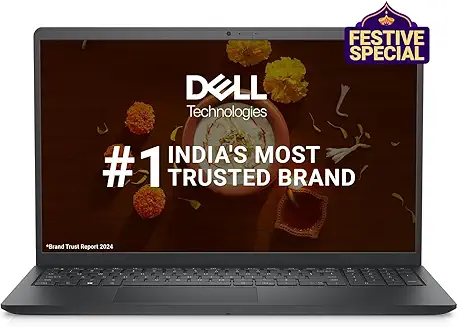 FESTIVE
SPECIAL
DELL
Technologies
#1 INDIA'S MOST
TRUSTED BRAND
*Brand Trust Report 2024